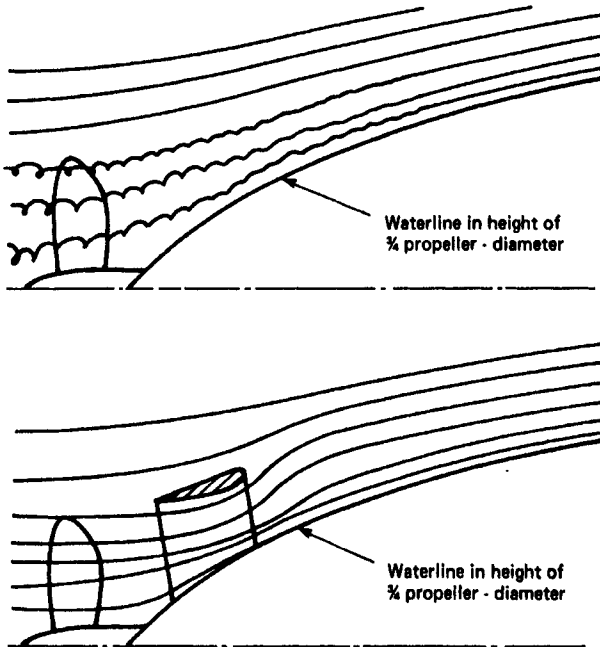 Waterline in height of
¾ propeller - diameter
Waterline in height of
¾ propeller - diameter